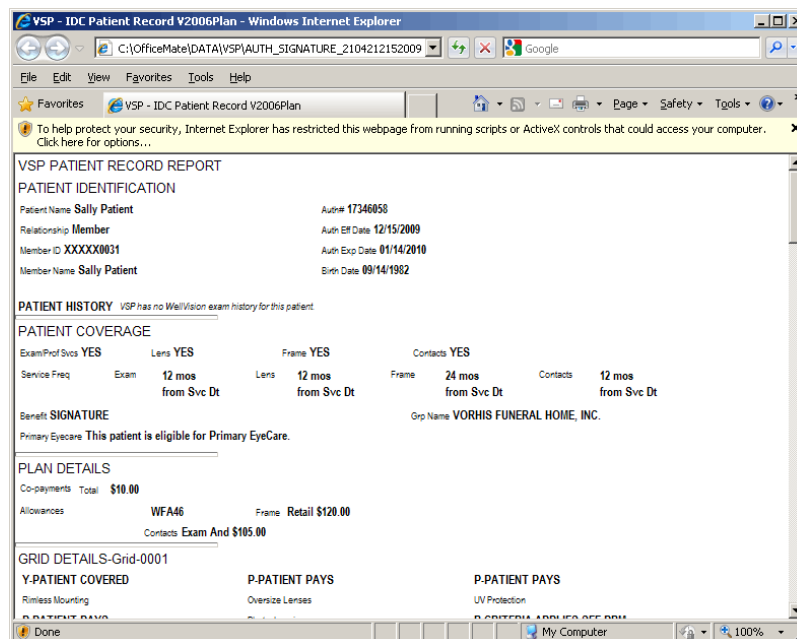 VSP - IDC Patient Record V2006Plan - Windows Internet Explorer
C:\OfficeMate\DATA\VSP\AUTH_SIGNATURE_2104212152009
Google
File Edit View Favorites Tools Help
Favorites
VSP - IDC Patient Record V2006Plan
Page Safety Tools
To help protect your security, Internet Explorer has restricted this webpage from running scripts or ActiveX controls that could access your computer.
Click here for options...
VSP PATIENT RECORD REPORT
PATIENT IDENTIFICATION
Patient Name Sally Patient Auth# 17346058
Relationship Member Auth Eff Date 12/15/2009
Member ID XXXXX0031 Auth Exp Date 01/14/2010
Member Name Sally Patient Birth Date 09/14/1982
PATIENT HISTORY VSP has no WellVision exam history for this patient.
PATIENT COVERAGE
Exam/Prof Svcs YES Lens YES Frame YES Contacts YES
Service Freq Exam 12 mos Lens 12 mos Frame 24 mos Contacts 12 mos
from Svc Dt from Svc Dt from Svc Dt from Svc Dt
Benefit SIGNATURE Grp Name VORHIS FUNERAL HOME, INC.
Primary Eyecare This patient is eligible for Primary EyeCare.
PLAN DETAILS
Co-payments Total $10.00
Allowances WFA46 Frame Retail $120.00
Contacts Exam And $105.00
GRID DETAILS-Grid-0001
Y-PATIENT COVERED P-PATIENT PAYS P-PATIENT PAYS
Rimless Mounting Oversize Lenses UV Protection
Done My Computer 100%